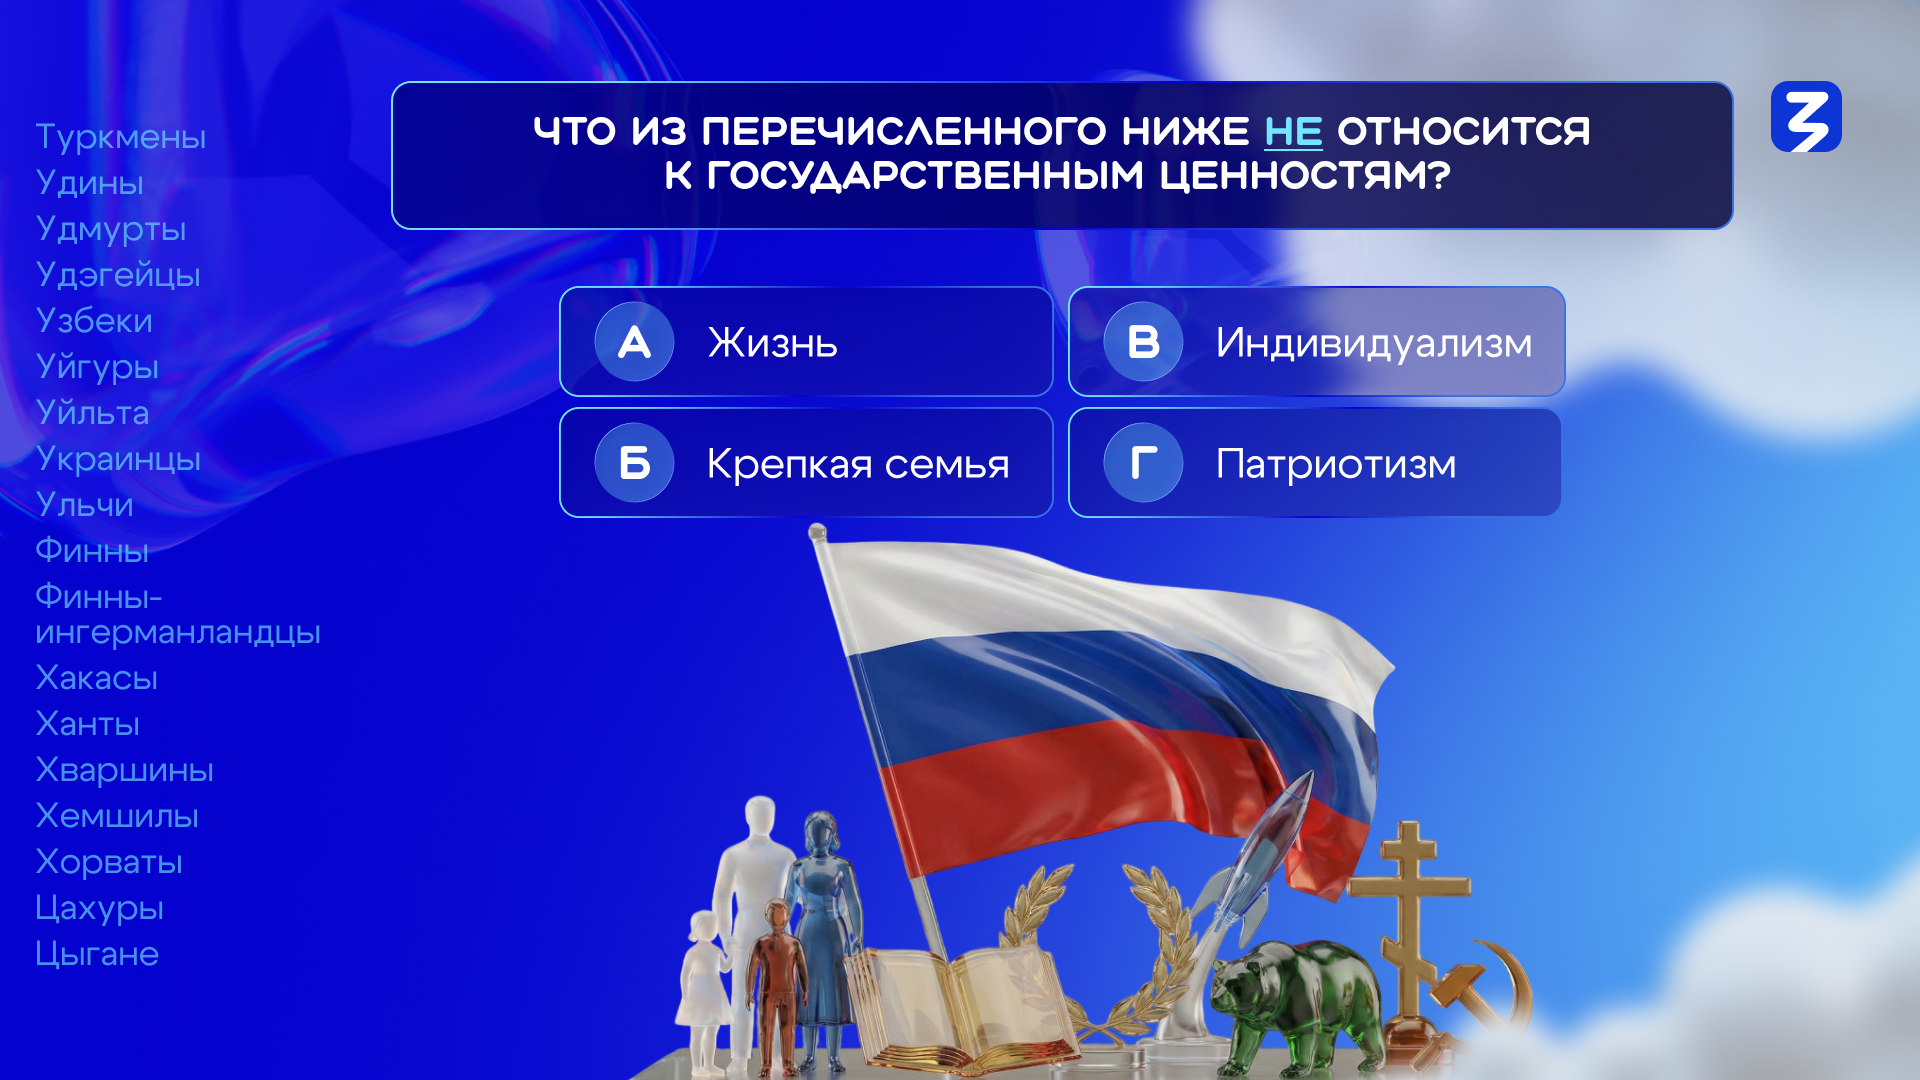 ЧТО ИЗ ПЕРЕЧИСЛЕННОГО НИЖЕ НЕ ОТНОСИТСЯ
К ГОСУДАРСТВЕННЫМ ЦЕННОСТЯМ?
А Жизнь
В Индивидуализм
Б Крепкая семья
Г Патриотизм
Туркмены
Удины
Удмурты
Удэгейцы
Узбеки
Уйгуры
Уйльта
Украинцы
Ульчи
Финны
Финны-
ингерманландцы
Хакасы
Ханты
Хваршины
Хемшилы
Хорваты
Цахуры
Цыгане